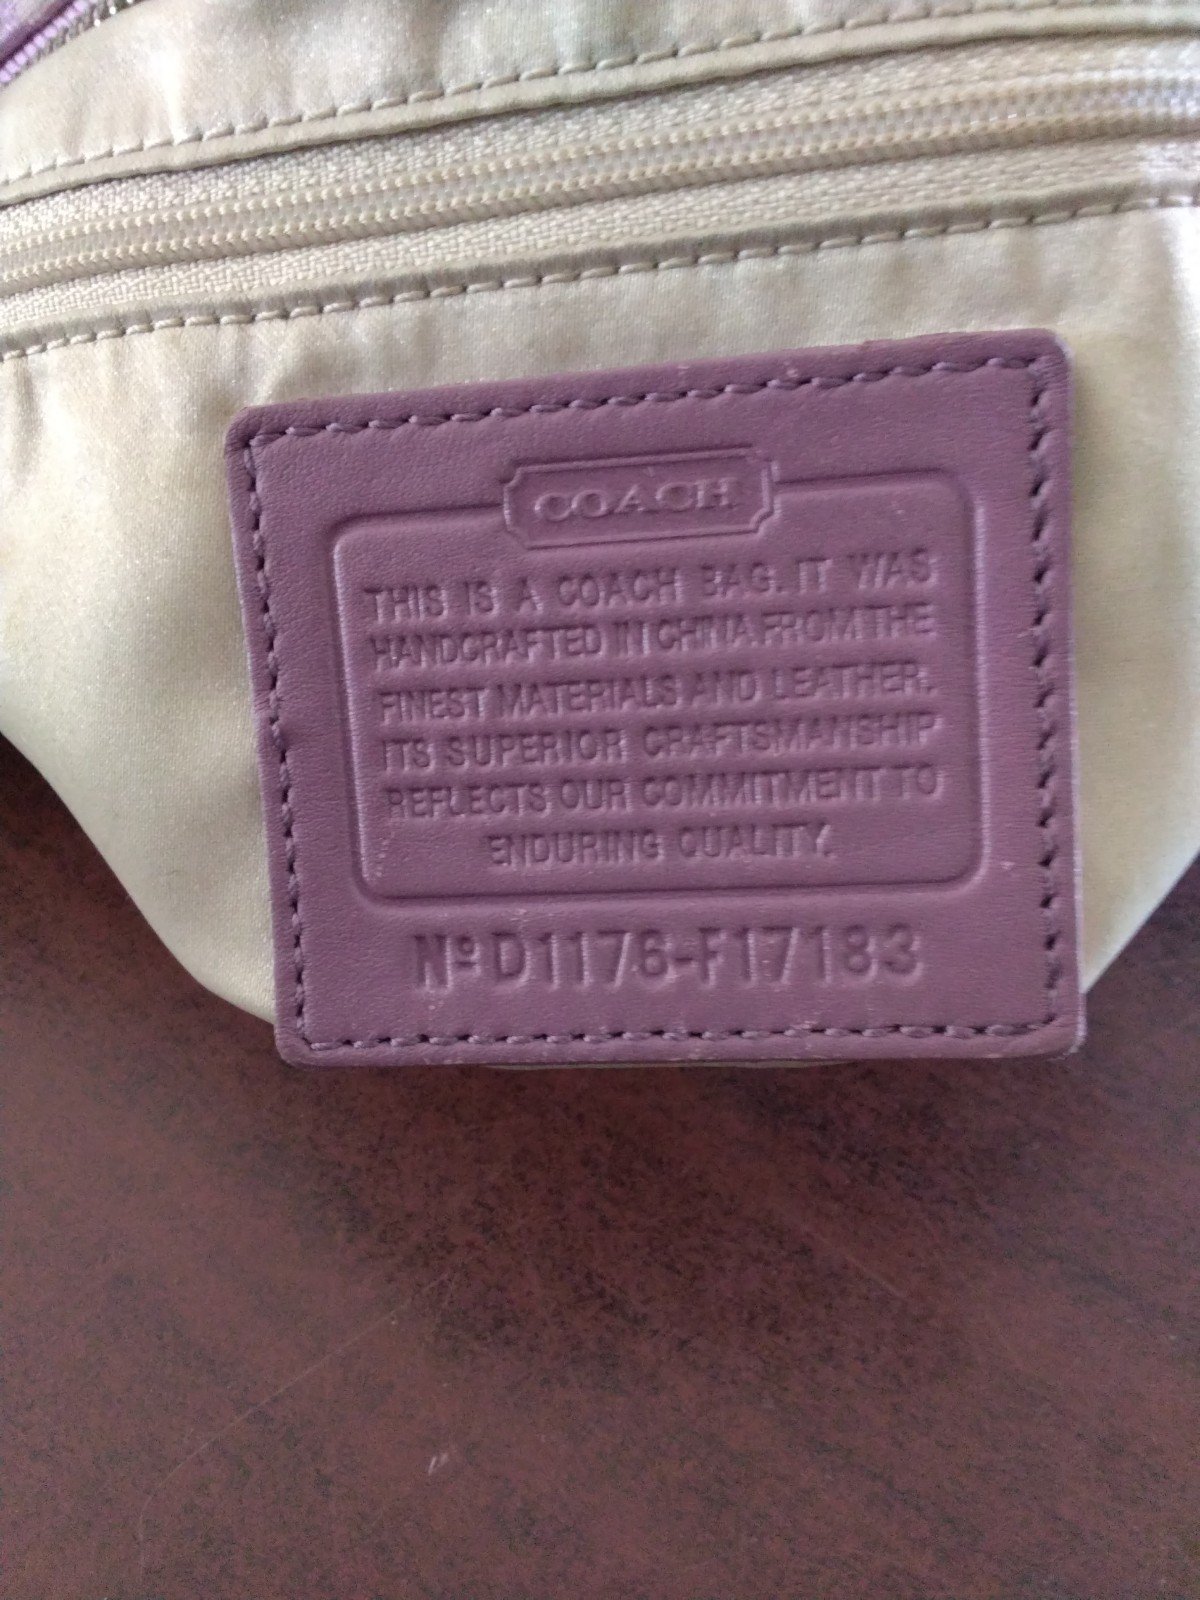 COACH
THIS IS A COACH BAG. IT WAS
HANDCRAFTED IN CHINA FROM THE
FINEST MATERIALS AND LEATHER.
ITS SUPERIOR CRAFTSMANSHIP
REFLECTS OUR COMMITMENT TO
ENDURING QUALITY.
Nº D1176-F17183